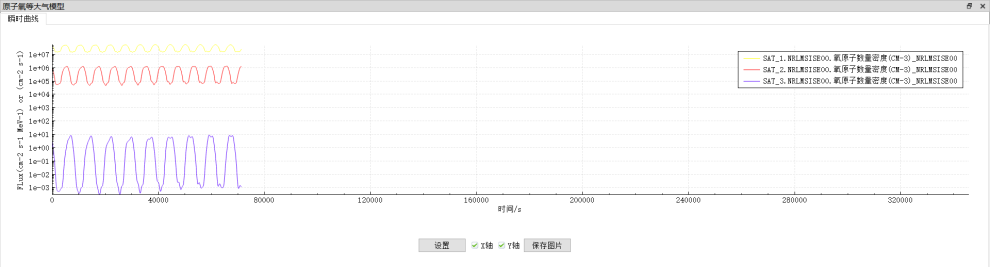 原子氧等大气模型
瞬时曲线
Flux(cm-2 s-1 MeV-1) or (cm-2 s-1)
1e+07
1e+06
1e+05
1e+04
1e+03
1e+02
1e+01
1e+00
1e-01
1e-02
1e-03
SAT_1.NRLMSISE00.氧原子数量密度(CM-3)_NRLMSISE00
SAT_2.NRLMSISE00.氧原子数量密度(CM-3)_NRLMSISE00
SAT_3.NRLMSISE00.氧原子数量密度(CM-3)_NRLMSISE00
0 40000 80000 120000 160000 200000 240000 280000 320000
时间/s
设置 X轴 Y轴 保存图片